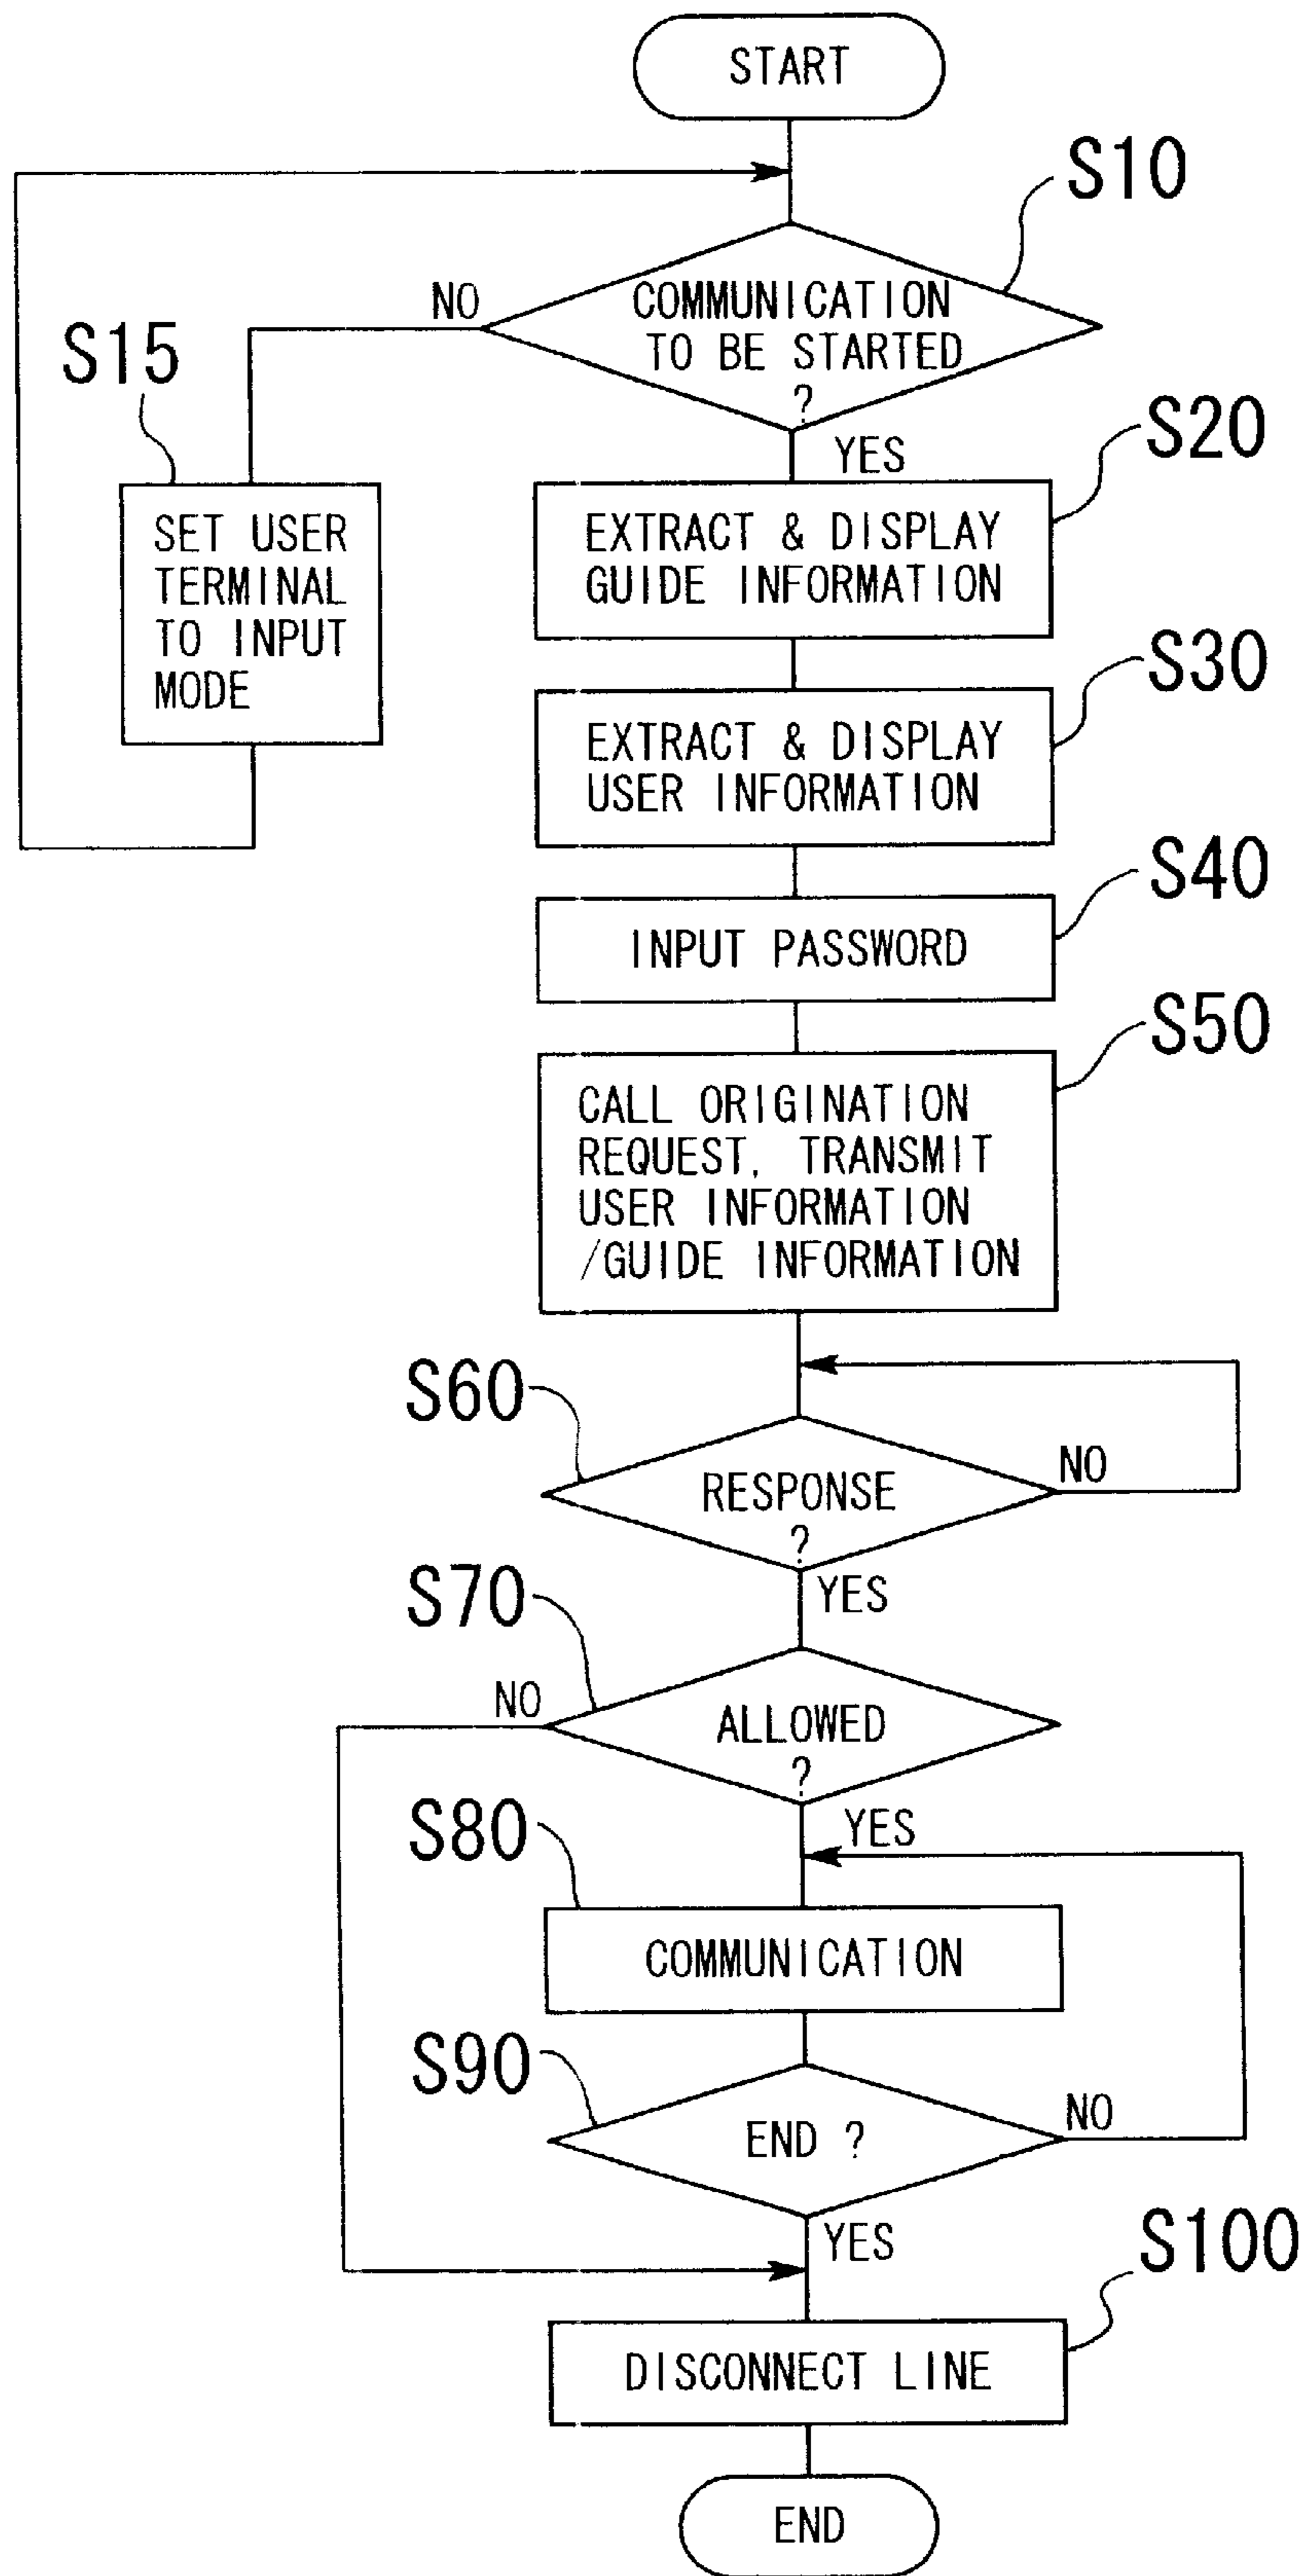 START
S10
COMMUNICATION
TO BE STARTED
?
NO
YES
S15
SET USER
TERMINAL
TO INPUT
MODE
S20
EXTRACT & DISPLAY
GUIDE INFORMATION
S30
EXTRACT & DISPLAY
USER INFORMATION
S40
INPUT PASSWORD
S50
CALL ORIGINATION
REQUEST, TRANSMIT
USER INFORMATION
/GUIDE INFORMATION
S60
RESPONSE
?
NO
YES
S70
NO
ALLOWED
?
YES
S80
COMMUNICATION
S90
END ?
NO
YES
S100
DISCONNECT LINE
END